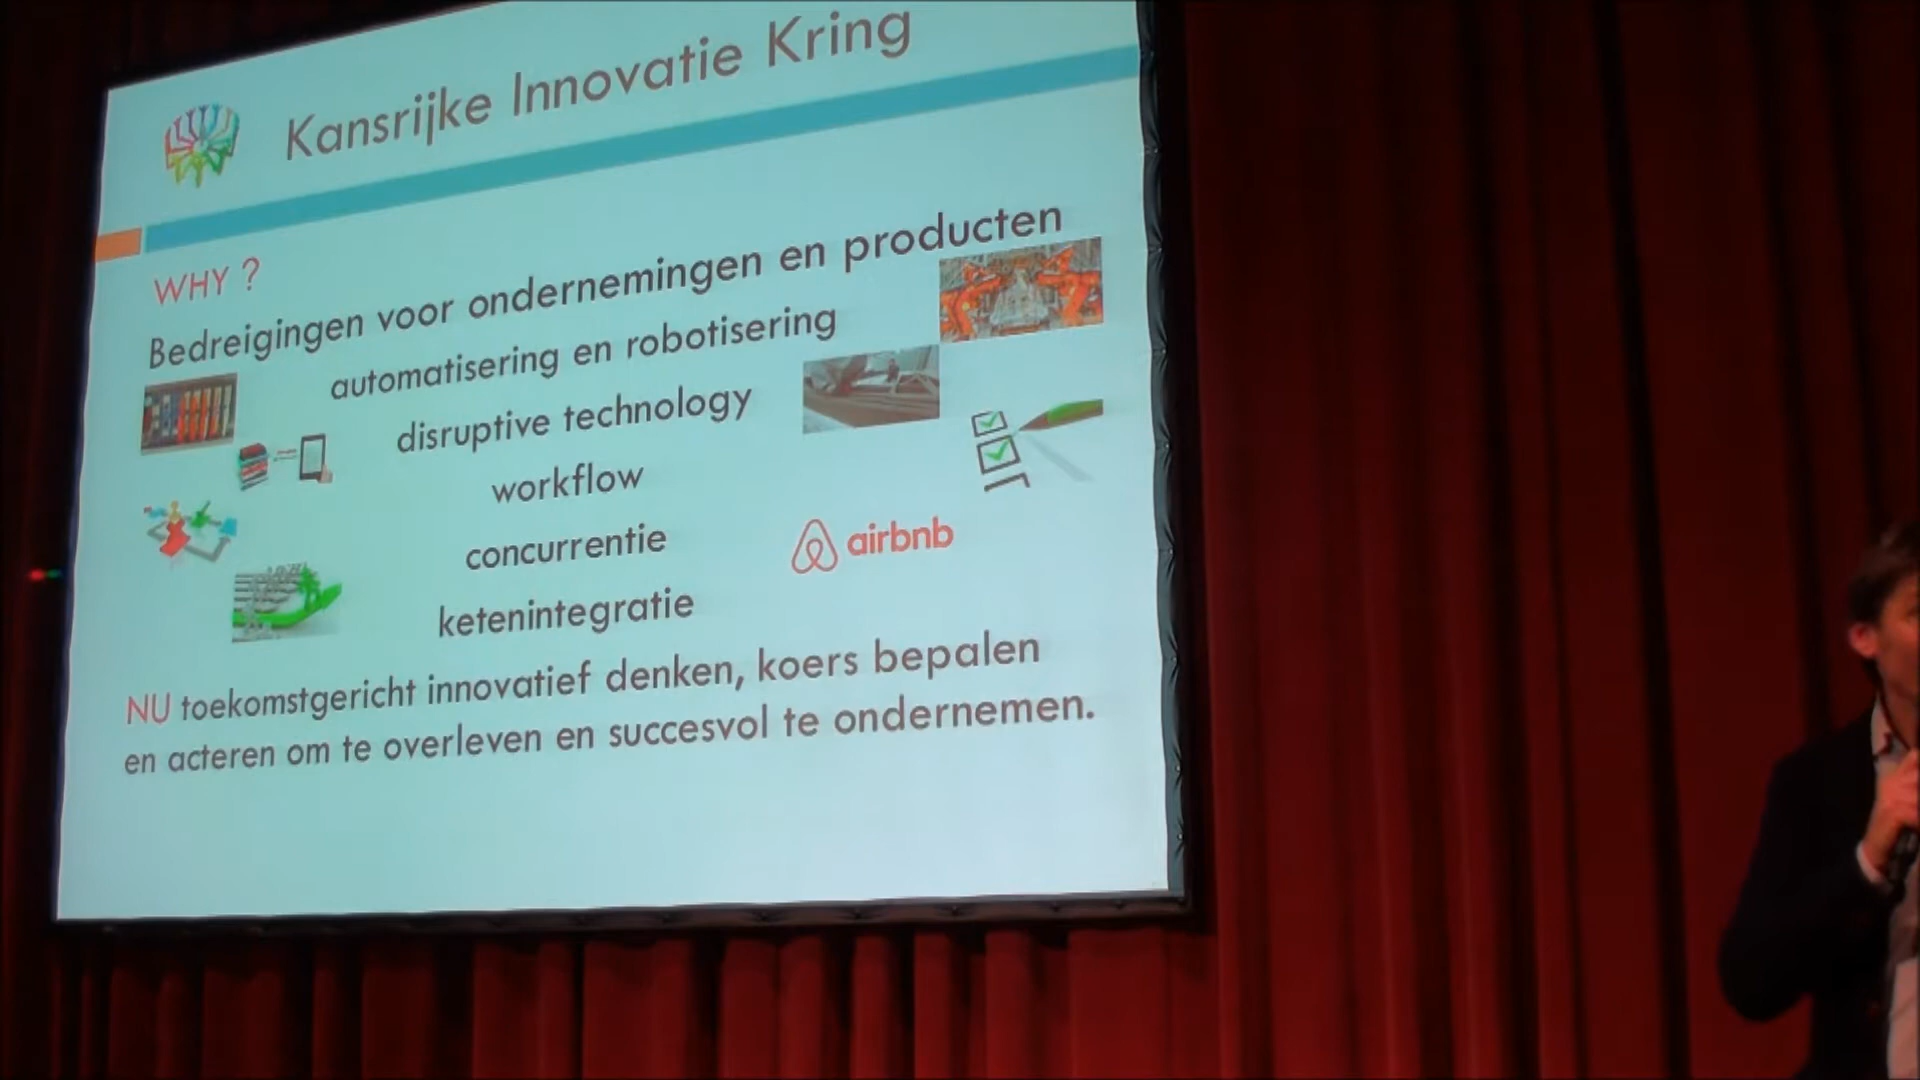 Kansrijke Innovatie Kring
WHY ?
Bedreigingen voor ondernemingen en producten
automatisering en robotisering
disruptive technology
workflow
concurrentie
airbnb
ketenintegratie
NU toekomstgericht innovatief denken, koers bepalen
en acteren om te overleven en succesvol te ondernemen.